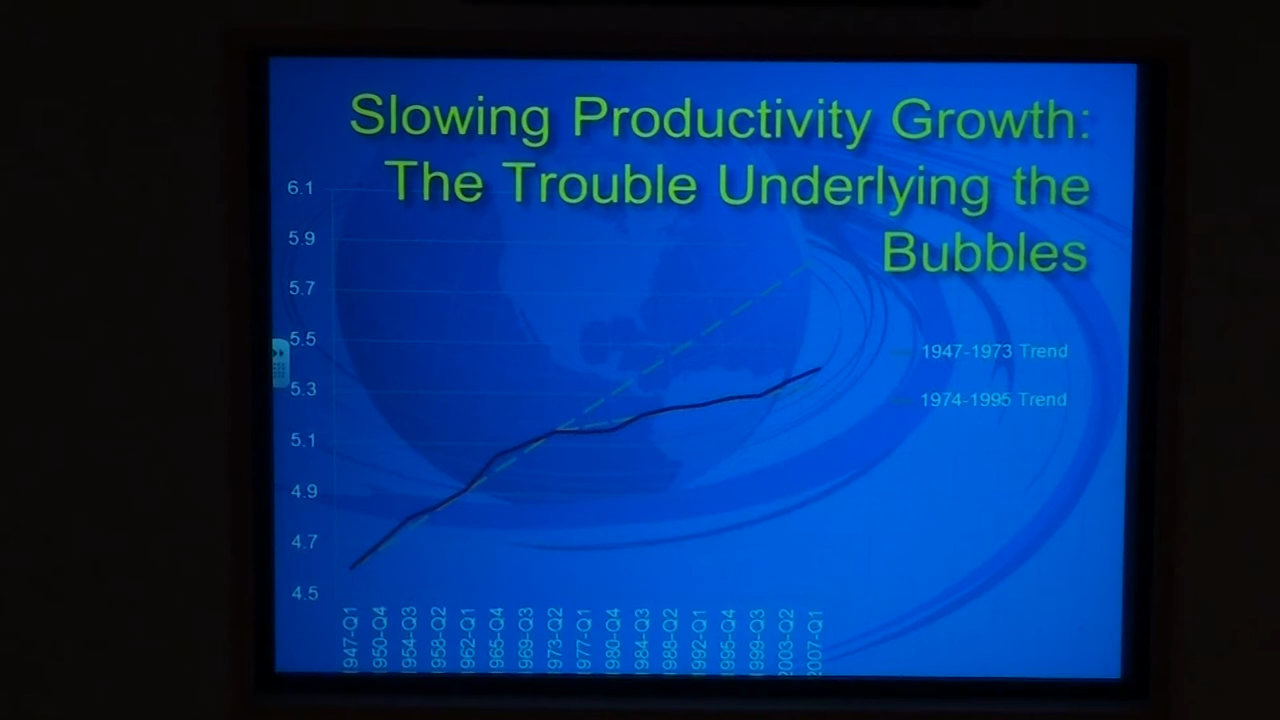 Slowing Productivity Growth:
The Trouble Underlying the
Bubbles
6.1
5.9
5.7
5.5
5.3
5.1
4.9
4.7
4.5
1947-1973 Trend
1974-1995 Trend
1947-Q1
1950-Q4
1954-Q3
1958-Q2
1962-Q1
1965-Q4
1969-Q3
1973-Q2
1977-Q1
1980-Q4
1984-Q3
1988-Q2
1992-Q1
1995-Q4
1999-Q3
2003-Q2
2007-Q1